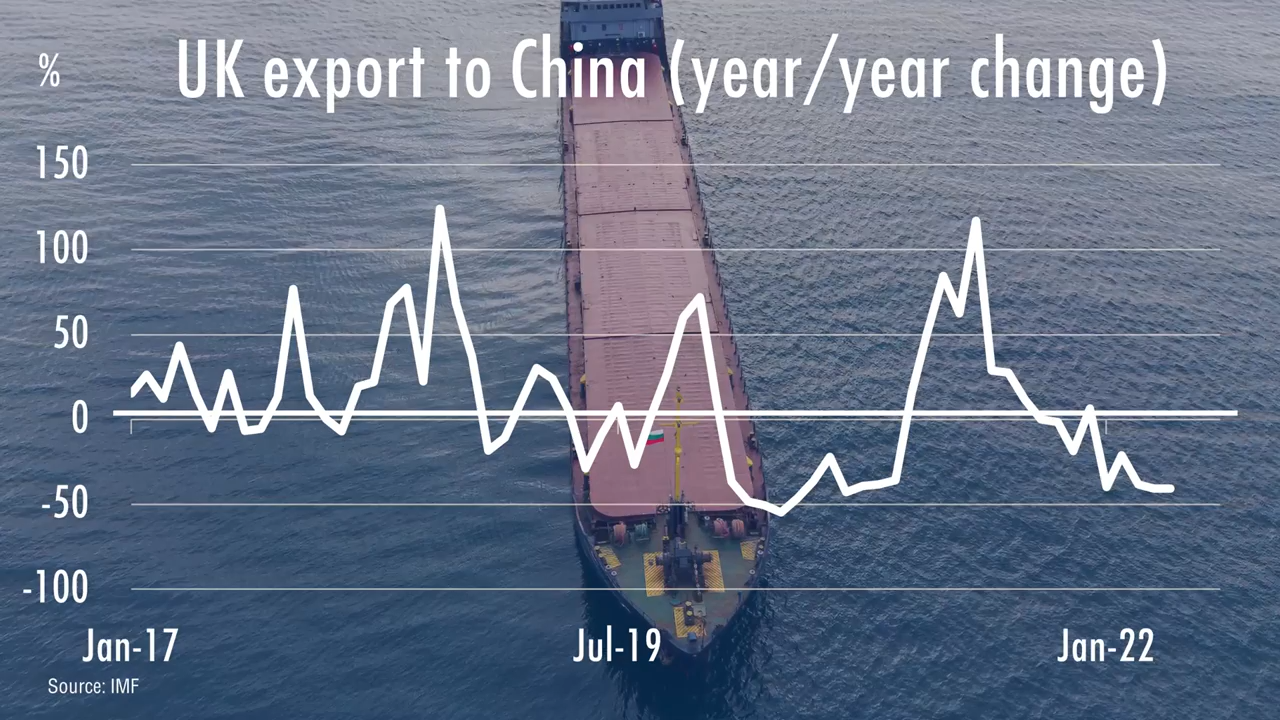 % UK export to China (year/year change)
150
100
50
0
-50
-100
Jan-17 Jul-19 Jan-22
Source: IMF